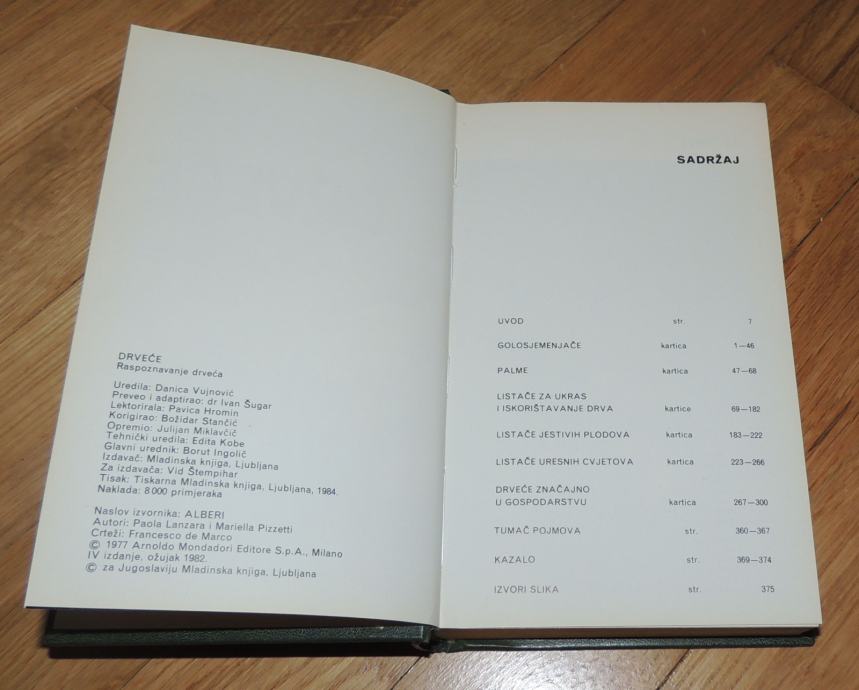 DRVEĆE
Raspoznavanje drveća
Uredila: Danica Vujnović
Preveo i adaptirao: dr Ivan Šugar
Lektorirala: Pavica Hromin
Korigirao: Božidar Stančić
Opremio: Julijan Miklavčič
Tehnički uredila: Edita Kobe
Glavni urednik: Borut Ingolič
Izdavač: Mladinska knjiga, Ljubljana
Za izdavača: Vid Štempihar
Tisak: Tiskarna Mladinska knjiga, Ljubljana, 1984.
Naklada: 8 000 primjeraka
Naslov izvornika: ALBERI
Autori: Paola Lanzara i Mariella Pizzetti
Crteži: Francesco de Marco
© 1977 Arnoldo Mondadori Editore S.p.A., Milano
IV izdanje, ožujak 1982.
© za Jugoslaviju Mladinska knjiga, Ljubljana
SADRŽAJ
UVOD str. 7
GOLOSJEMENJAČE kartica 1—46
PALME kartica 47—68
LISTAČE ZA UKRAS
I ISKORIŠTAVANJE DRVA kartice 69—182
LISTAČE JESTIVIH PLODOVA kartica 183—222
LISTAČE URESNIH CVJETOVA kartica 223—266
DRVEĆE ZNAČAJNO
U GOSPODARSTVU kartica 267—300
TUMAČ POJMOVA str. 360—367
KAZALO str. 369—374
IZVORI SLIKA str. 375